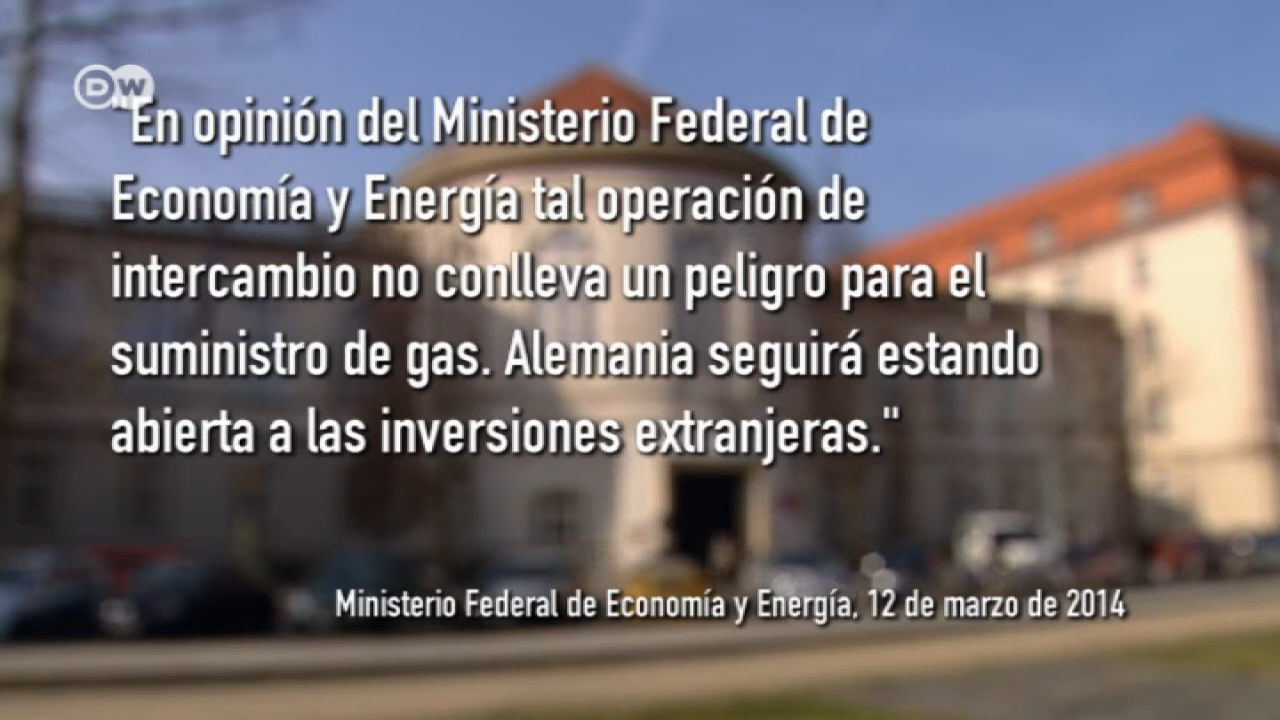 DW
"En opinión del Ministerio Federal de
Economía y Energía tal operación de
intercambio no conlleva un peligro para el
suministro de gas. Alemania seguirá estando
abierta a las inversiones extranjeras."
Ministerio Federal de Economía y Energía, 12 de marzo de 2014